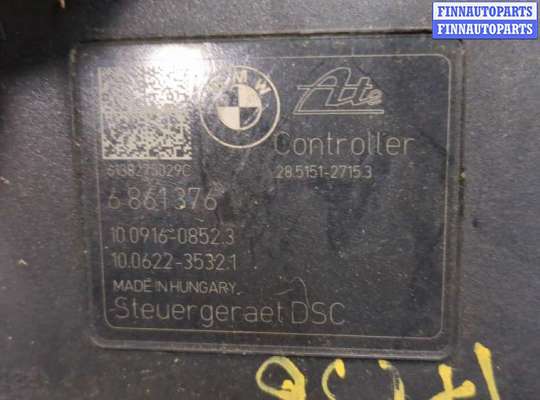 FINNAUTOPARTS
FINNAUTOPARTS
BMW
Ate
Controller
6138275029C
28.5151-2715.3
6 861 376
10.0916-0852.3
10.0622-3532.1
MADE IN HUNGARY
Steuergeraet DSC